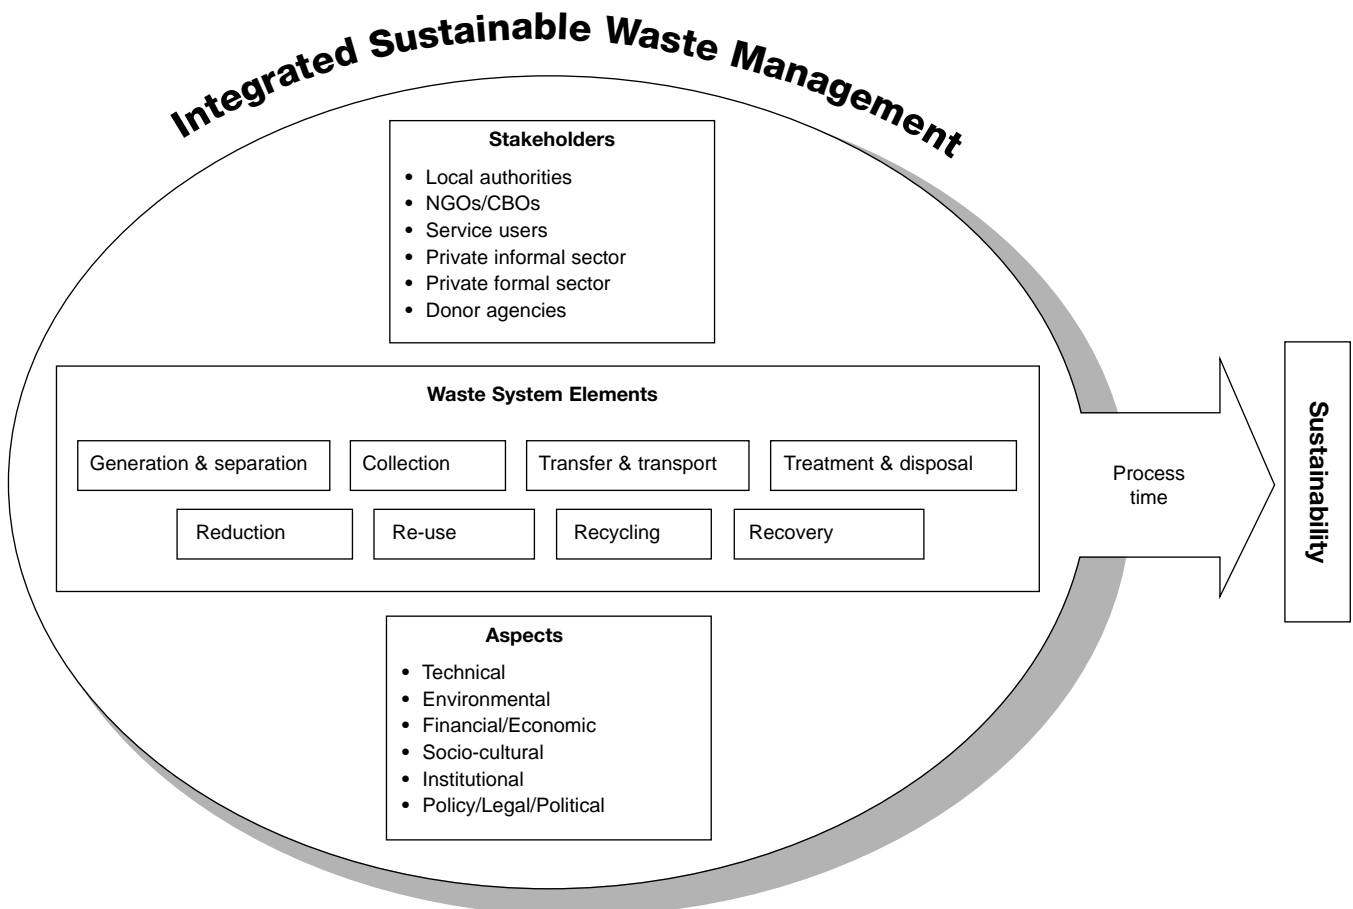 Integrated Sustainable Waste Management
Stakeholders
• Local authorities
• NGOs/CBOs
• Service users
• Private informal sector
• Private formal sector
• Donor agencies
Waste System Elements
Generation & separation
Collection
Transfer & transport
Treatment & disposal
Reduction
Re-use
Recycling
Recovery
Process
time
Sustainability
Aspects
• Technical
• Environmental
• Financial/Economic
• Socio-cultural
• Institutional
• Policy/Legal/Political